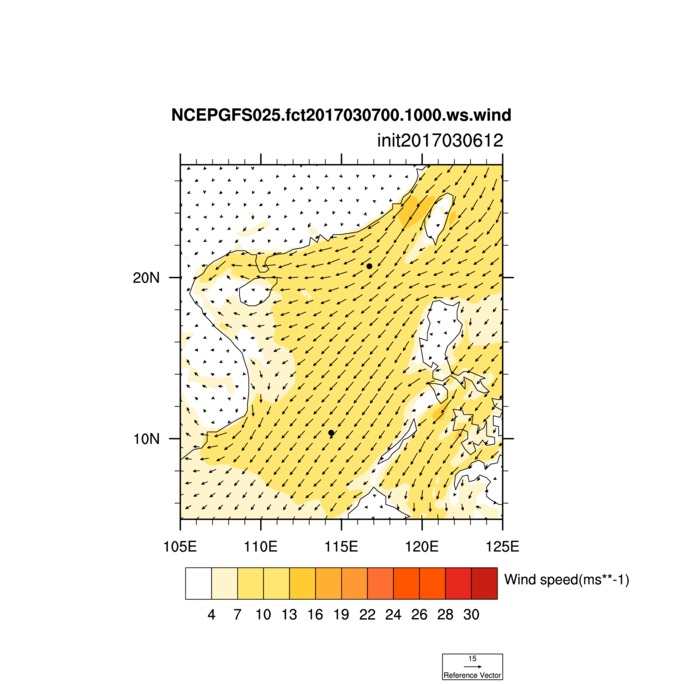 NCEPGFS025.fct2017030700.1000.ws.wind
init2017030612
20N
10N
105E 110E 115E 120E 125E
Wind speed(ms**-1)
4 7 10 13 16 19 22 24 26 28 30
15
Reference Vector